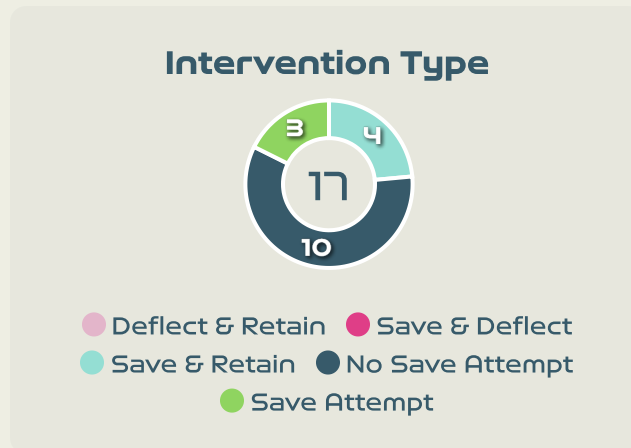 Intervention Type
3
4
17
10
Deflect & Retain
Save & Deflect
Save & Retain
No Save Attempt
Save Attempt